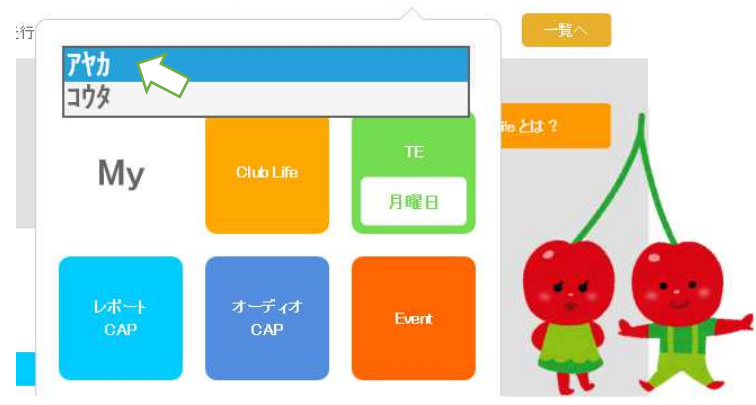 行
一覧へ
アヤカ
コウタ
ife とは？
My
Club Life
TE
月曜日
レポート
CAP
オーディオ
CAP
Event